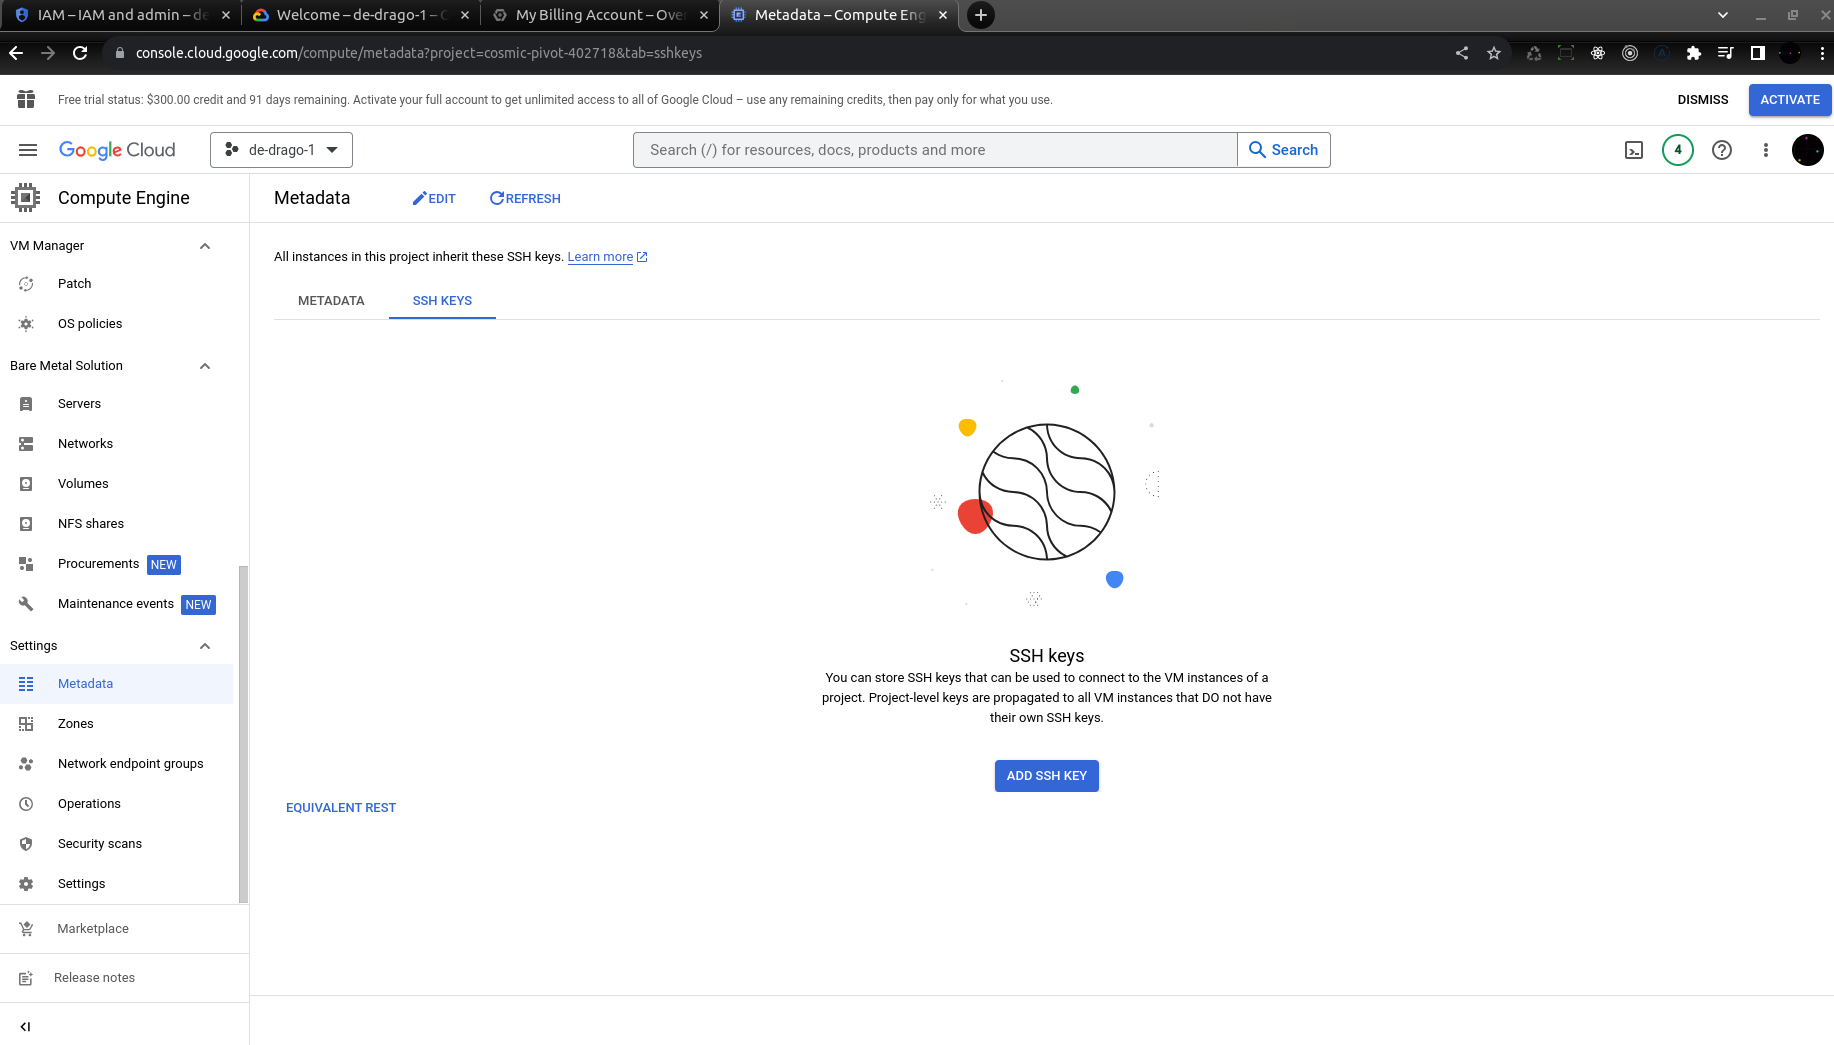 IAM – IAM and admin – de
Welcome – de-drago-1 – C
My Billing Account – Over
Metadata – Compute Eng
console.cloud.google.com/compute/metadata?project=cosmic-pivot-402718&tab=sshkeys
Free trial status: $300.00 credit and 91 days remaining. Activate your full account to get unlimited access to all of Google Cloud – use any remaining credits, then pay only for what you use.
DISMISS
ACTIVATE
Google Cloud
de-drago-1
Search (/) for resources, docs, products and more
Search
4
Compute Engine
Metadata
EDIT
REFRESH
VM Manager
Patch
OS policies
Bare Metal Solution
Servers
Networks
Volumes
NFS shares
Procurements NEW
Maintenance events NEW
Settings
Metadata
Zones
Network endpoint groups
Operations
Security scans
Settings
Marketplace
Release notes
All instances in this project inherit these SSH keys. Learn more
METADATA
SSH KEYS
SSH keys
You can store SSH keys that can be used to connect to the VM instances of a
project. Project-level keys are propagated to all VM instances that DO not have
their own SSH keys.
ADD SSH KEY
EQUIVALENT REST